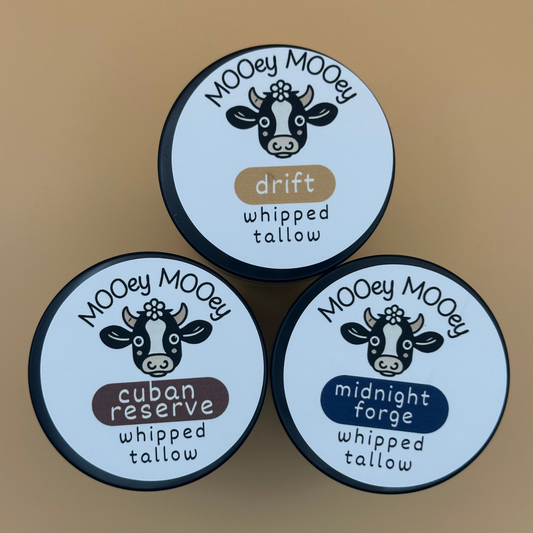 MOOey MOOey
drift
whipped
tallow
MOOey MOOey
cuban
reserve
whipped
tallow
MOOey MOOey
midnight
forge
whipped
tallow